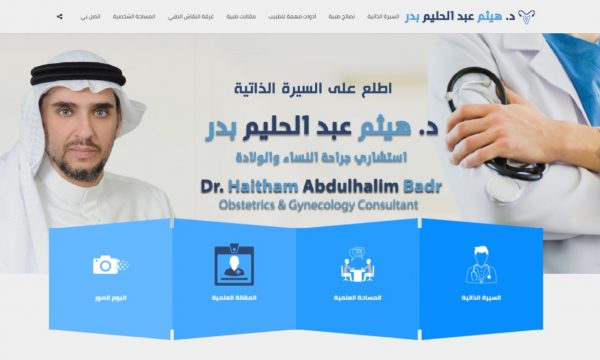 د. هيثم عبد الحليم بدر
السيرة الذاتية
نصائح طبية
أدوات مهمة للطبيب
مقالات طبية
غرفة النقاش الطبي
المساحة الشخصية
اتصل بي
اطلع على السيرة الذاتية
د. هيثم عبد الحليم بدر
استشاري جراحة النساء والولادة
Dr. Haitham Abdulhalim Badr
Obstetrics & Gynecology Consultant
السيرة الذاتية
المساحة العلمية
المقالة العلمية
البوم الصور